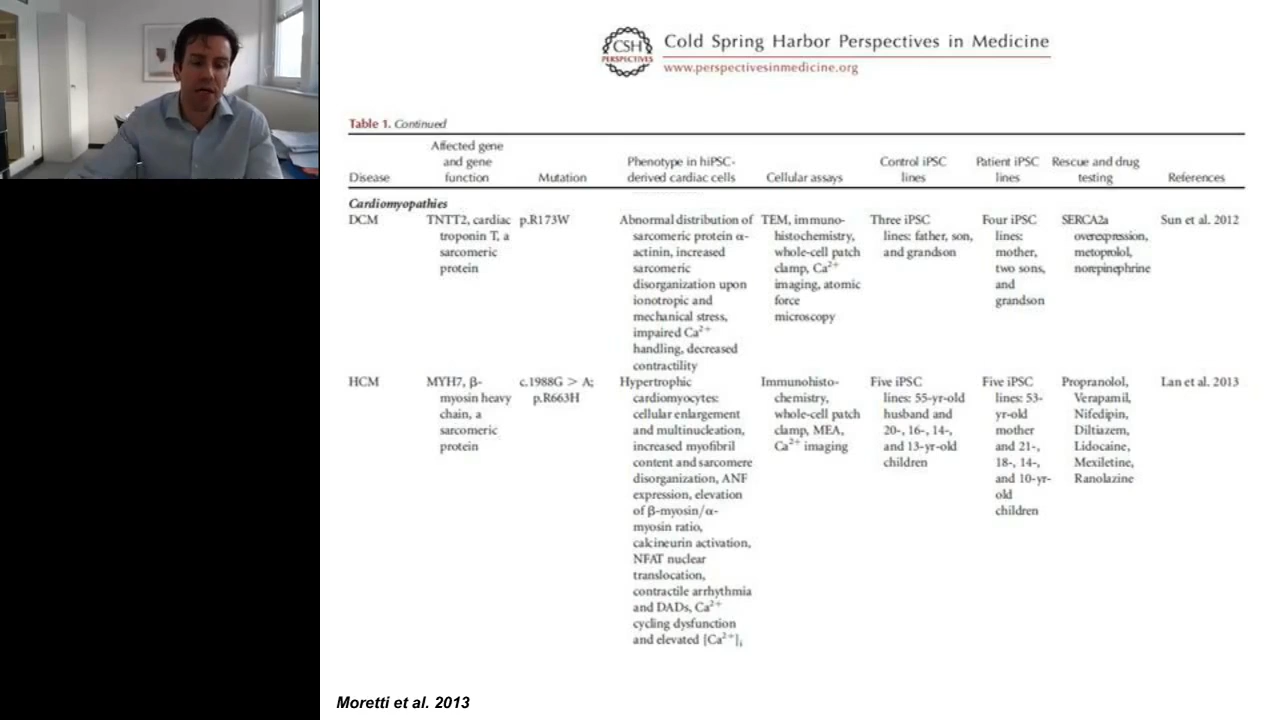 CSH
PERSPECTIVES
Cold Spring Harbor Perspectives in Medicine
www.perspectivesinmedicine.org
Table 1. Continued
Disease
Affected gene
and gene
function
Mutation
Phenotype in hiPSC-
derived cardiac cells
Cellular assays
Control iPSC
lines
Patient iPSC
lines
Rescue and drug
testing
References
Cardiomyopathies
DCM
TNTT2, cardiac
troponin T, a
sarcomeric
protein
p.R173W
Abnormal distribution of
sarcomeric protein α-
actinin, increased
sarcomeric
disorganization upon
ionotropic and
mechanical stress,
impaired Ca²⁺
handling, decreased
contractility
TEM, immuno-
histochemistry,
whole-cell patch
clamp, Ca²⁺
imaging, atomic
force
microscopy
Three iPSC
lines: father, son,
and grandson
Four iPSC
lines:
mother,
two sons,
and
grandson
SERCA2a
overexpression,
metoprolol,
norepinephrine
Sun et al. 2012
HCM
MYH7, β-
myosin heavy
chain, a
sarcomeric
protein
c.1988G > A;
p.R663H
Hypertrophic
cardiomyocytes:
cellular enlargement
and multinucleation,
increased myofibril
content and sarcomere
disorganization, ANF
expression, elevation
of β-myosin/α-
myosin ratio,
calcineurin activation,
NFAT nuclear
translocation,
contractile arrhythmia
and DADs, Ca²⁺
cycling dysfunction
and elevated [Ca²⁺]ᵢ
Immunohisto-
chemistry,
whole-cell patch
clamp, MEA,
Ca²⁺ imaging
Five iPSC
lines: 55-yr-old
husband and
20-, 16-, 14-,
and 13-yr-old
children
Five iPSC
lines: 53-
yr-old
mother
and 21-,
18-, 14-,
and 10-yr-
old
children
Propranolol,
Verapamil,
Nifedipin,
Diltiazem,
Lidocaine,
Mexiletine,
Ranolazine
Lan et al. 2013
Moretti et al. 2013